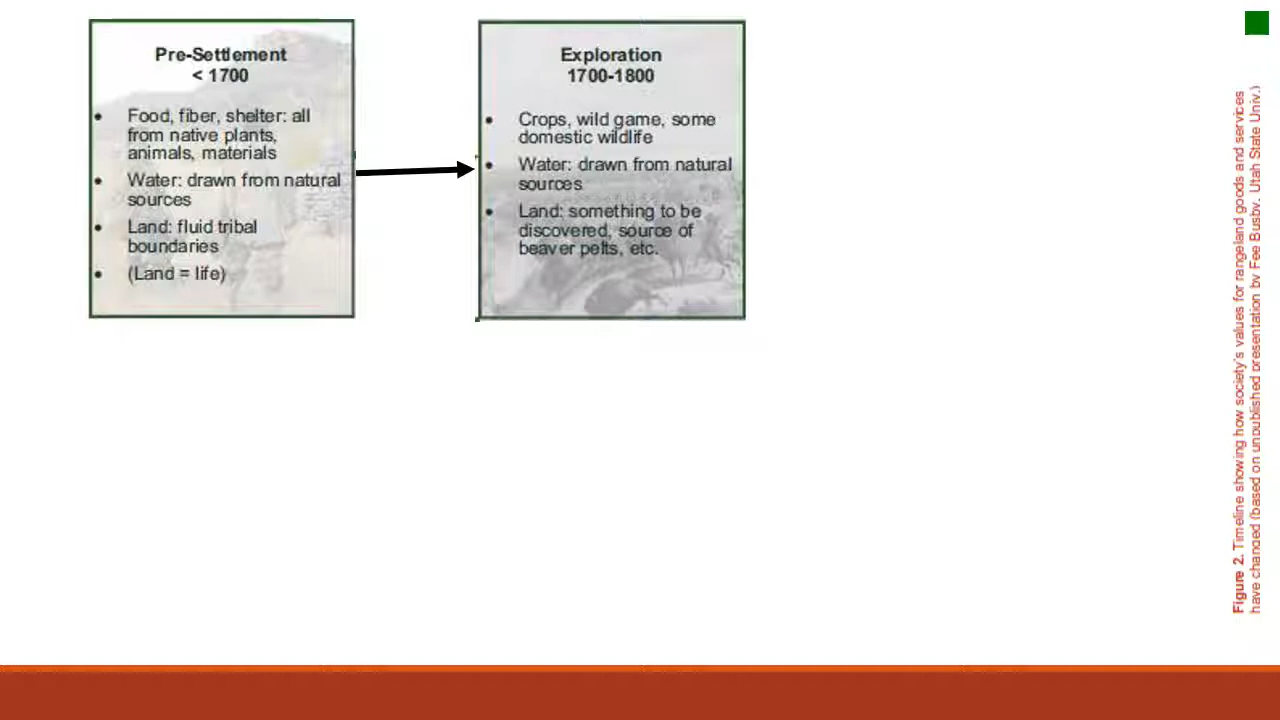 Pre-Settlement
< 1700
• Food, fiber, shelter: all
from native plants,
animals, materials
• Water: drawn from natural
sources
• Land: fluid tribal
boundaries
• (Land = life)
Exploration
1700-1800
• Crops, wild game, some
domestic wildlife
• Water: drawn from natural
sources
• Land: something to be
discovered, source of
beaver pelts, etc.
Figure 2. Timeline showing how society's values for rangeland goods and services
have changed (based on unpublished presentation by Fee Busby, Utah State Univ.)